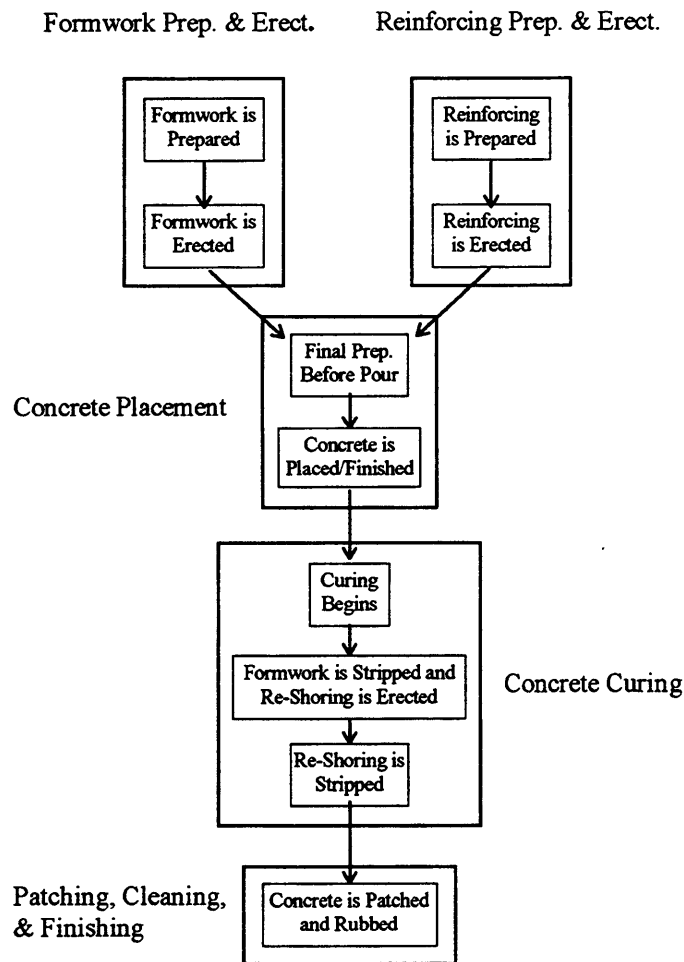 Formwork Prep. & Erect.
Reinforcing Prep. & Erect.
Formwork is
Prepared
Reinforcing
is Prepared
Formwork is
Erected
Reinforcing
is Erected
Final Prep.
Before Pour
Concrete Placement
Concrete is
Placed/Finished
Curing
Begins
Formwork is Stripped and
Re-Shoring is Erected
Concrete Curing
Re-Shoring is
Stripped
Patching, Cleaning,
& Finishing
Concrete is Patched
and Rubbed